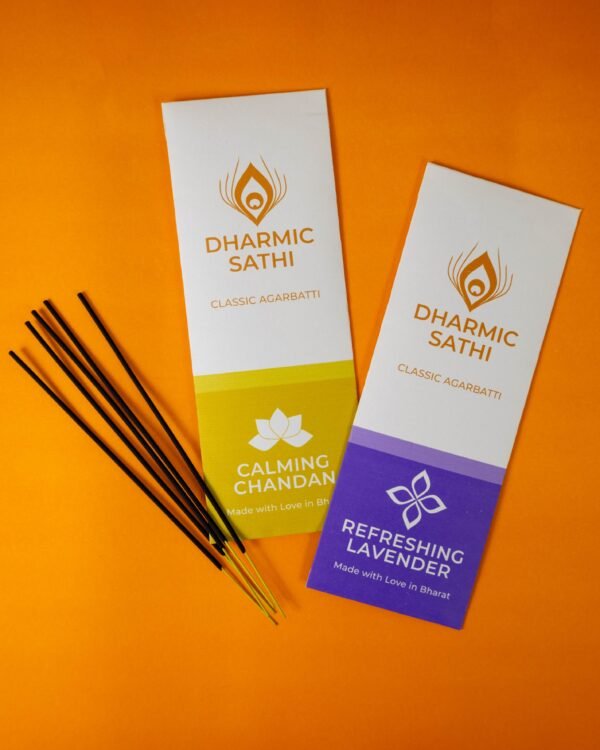 DHARMIC
SATHI
CLASSIC AGARBATTI
CALMING
CHANDAN
Made with Love in Bhar
DHARMIC
SATHI
CLASSIC AGARBATTI
REFRESHING
LAVENDER
Made with Love in Bharat